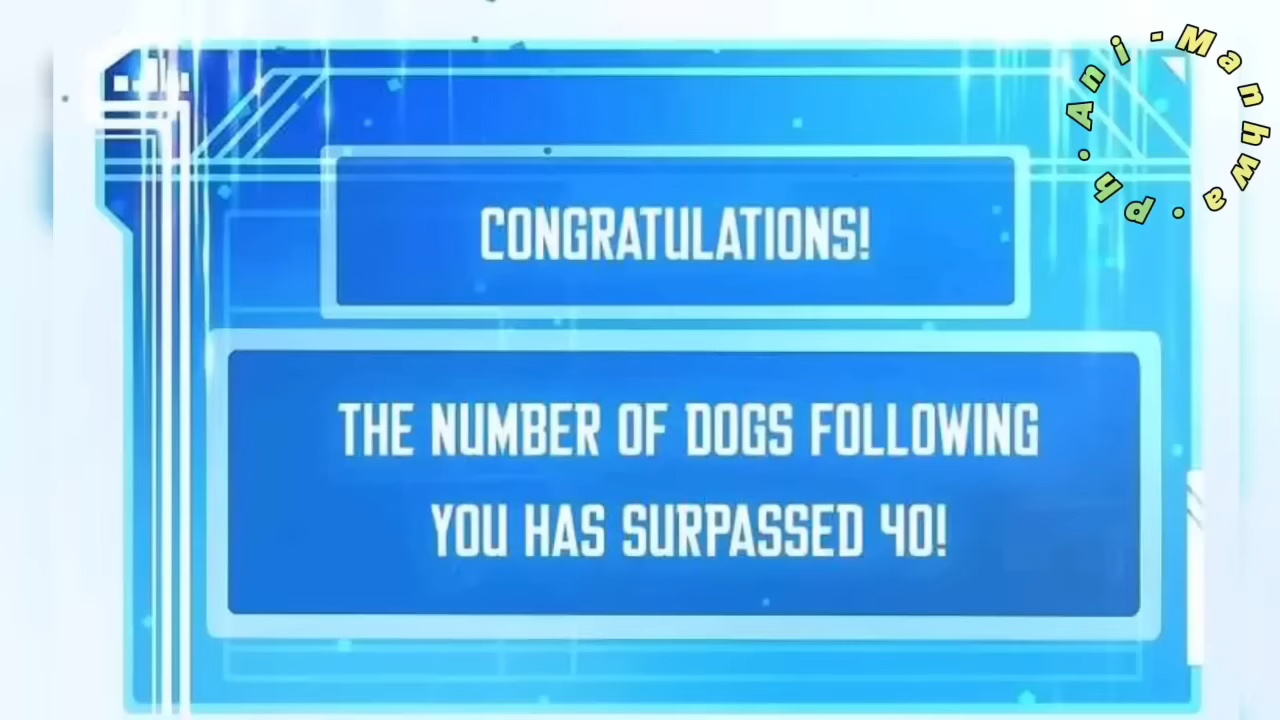 CONGRATULATIONS!
THE NUMBER OF DOGS FOLLOWING
YOU HAS SURPASSED 40!
Ani-Manhwa.ph.